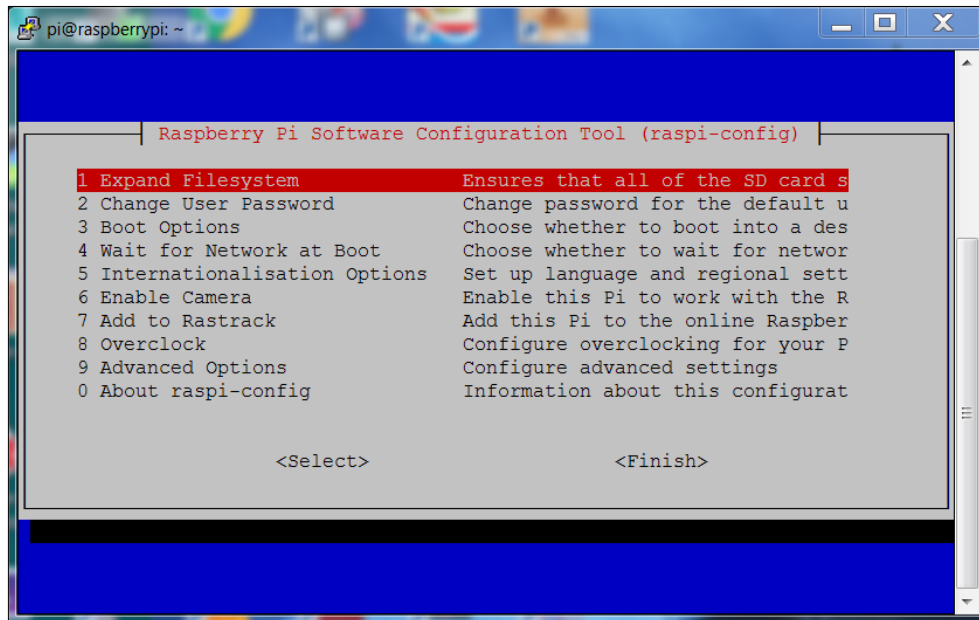 pi@raspberrypi: ~
Raspberry Pi Software Configuration Tool (raspi-config)
1 Expand Filesystem Ensures that all of the SD card s
2 Change User Password Change password for the default u
3 Boot Options Choose whether to boot into a des
4 Wait for Network at Boot Choose whether to wait for networ
5 Internationalisation Options Set up language and regional sett
6 Enable Camera Enable this Pi to work with the R
7 Add to Rastrack Add this Pi to the online Raspber
8 Overclock Configure overclocking for your P
9 Advanced Options Configure advanced settings
0 About raspi-config Information about this configurat
<Select> <Finish>